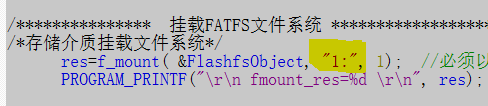 /*************** 挂载FATFS文件系统 *******************
/*存储介质挂载文件系统*/
res=f_mount( &FlashfsObject, "1:", 1); //必须以
PROGRAM_PRINTF("\r\n fmount_res=%d \r\n", res);